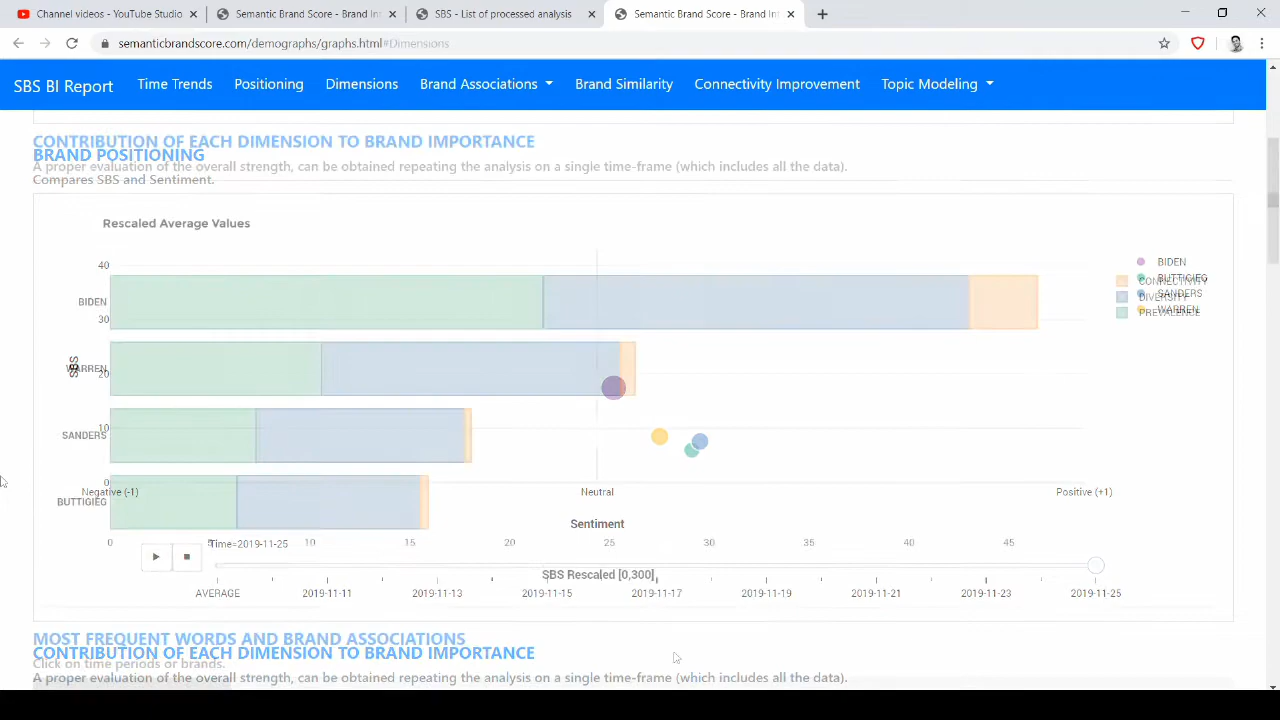 Channel videos - YouTube Studio
Semantic Brand Score - Brand In
SBS - List of processed analysis
Semantic Brand Score - Brand In
semanticbrandscore.com/demographs/graphs.html#Dimensions
SBS BI Report
Time Trends
Positioning
Dimensions
Brand Associations
Brand Similarity
Connectivity Improvement
Topic Modeling
CONTRIBUTION OF EACH DIMENSION TO BRAND IMPORTANCE
BRAND POSITIONING
A proper evaluation of the overall strength, can be obtained repeating the analysis on a single time-frame (which includes all the data).
Compares SBS and Sentiment.
Rescaled Average Values
40
30
20
10
0
SBS
BIDEN
WARREN
SANDERS
BUTTIGIEG
BIDEN
BUTTIGIEG
SANDERS
WARREN
CONNECTIVITY
DIVERSITY
PREVALENCE
Negative (-1)
Neutral
Positive (+1)
Sentiment
0
5
10
15
20
25
30
35
40
45
Time=2019-11-25
SBS Rescaled [0,300]
AVERAGE
2019-11-11
2019-11-13
2019-11-15
2019-11-17
2019-11-19
2019-11-21
2019-11-23
2019-11-25
MOST FREQUENT WORDS AND BRAND ASSOCIATIONS
CONTRIBUTION OF EACH DIMENSION TO BRAND IMPORTANCE
Click on time periods or brands.
A proper evaluation of the overall strength, can be obtained repeating the analysis on a single time-frame (which includes all the data).